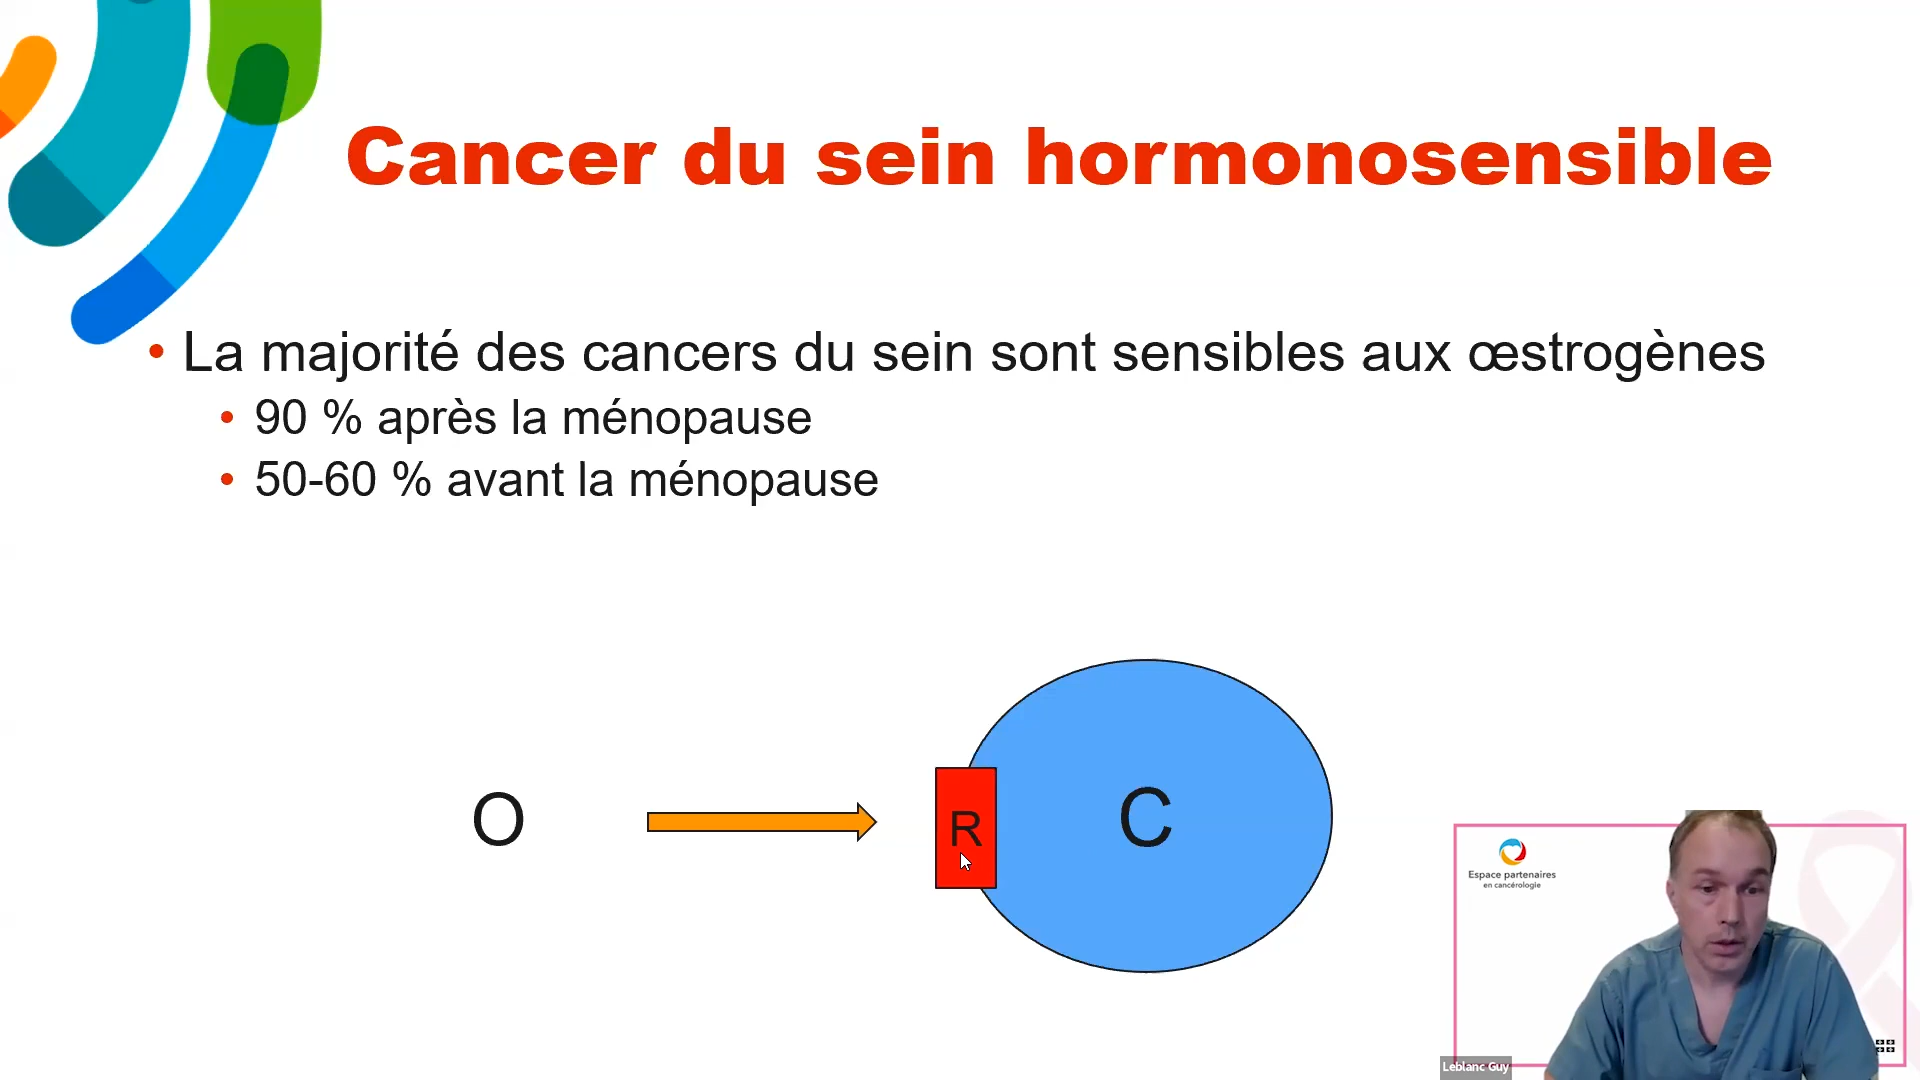 Cancer du sein hormonosensible
• La majorité des cancers du sein sont sensibles aux œstrogènes
• 90 % après la ménopause
• 50-60 % avant la ménopause
O
R
C
Espace partenaires
en cancérologie
Leblanc Guy